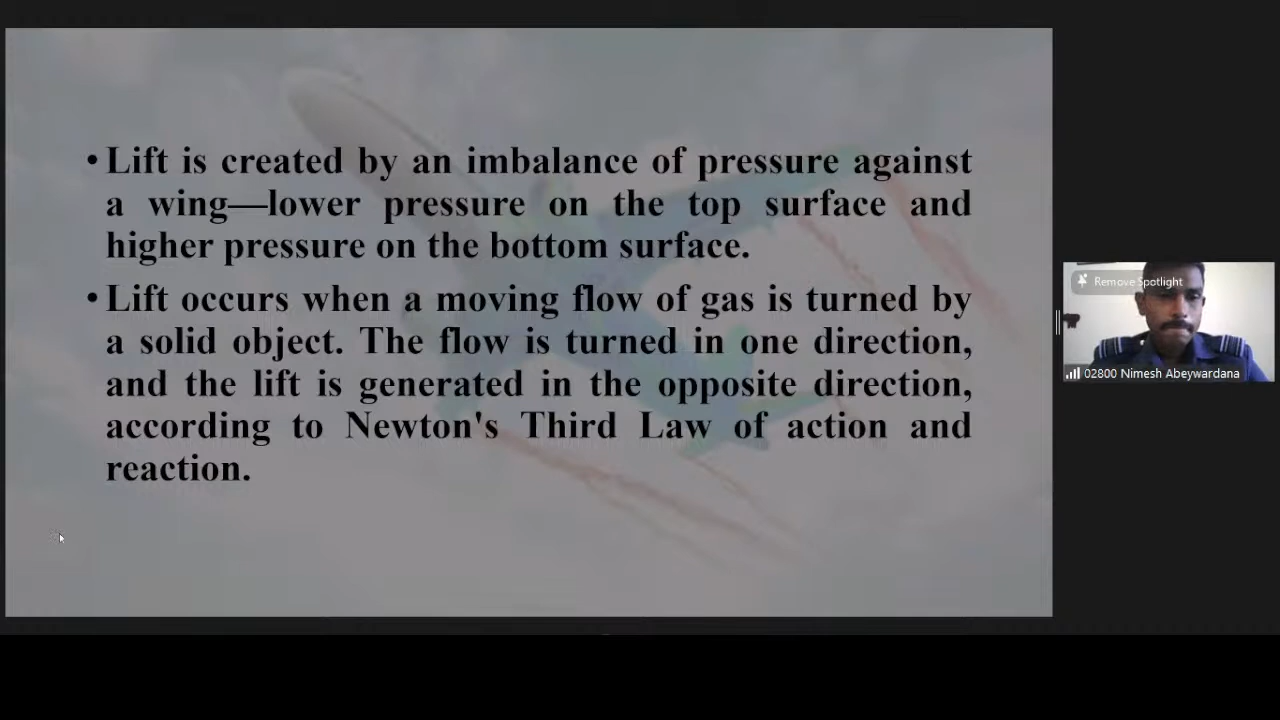 • Lift is created by an imbalance of pressure against
a wing—lower pressure on the top surface and
higher pressure on the bottom surface.
• Lift occurs when a moving flow of gas is turned by
a solid object. The flow is turned in one direction,
and the lift is generated in the opposite direction,
according to Newton's Third Law of action and
reaction.
Remove Spotlight
02800 Nimesh Abeywardana